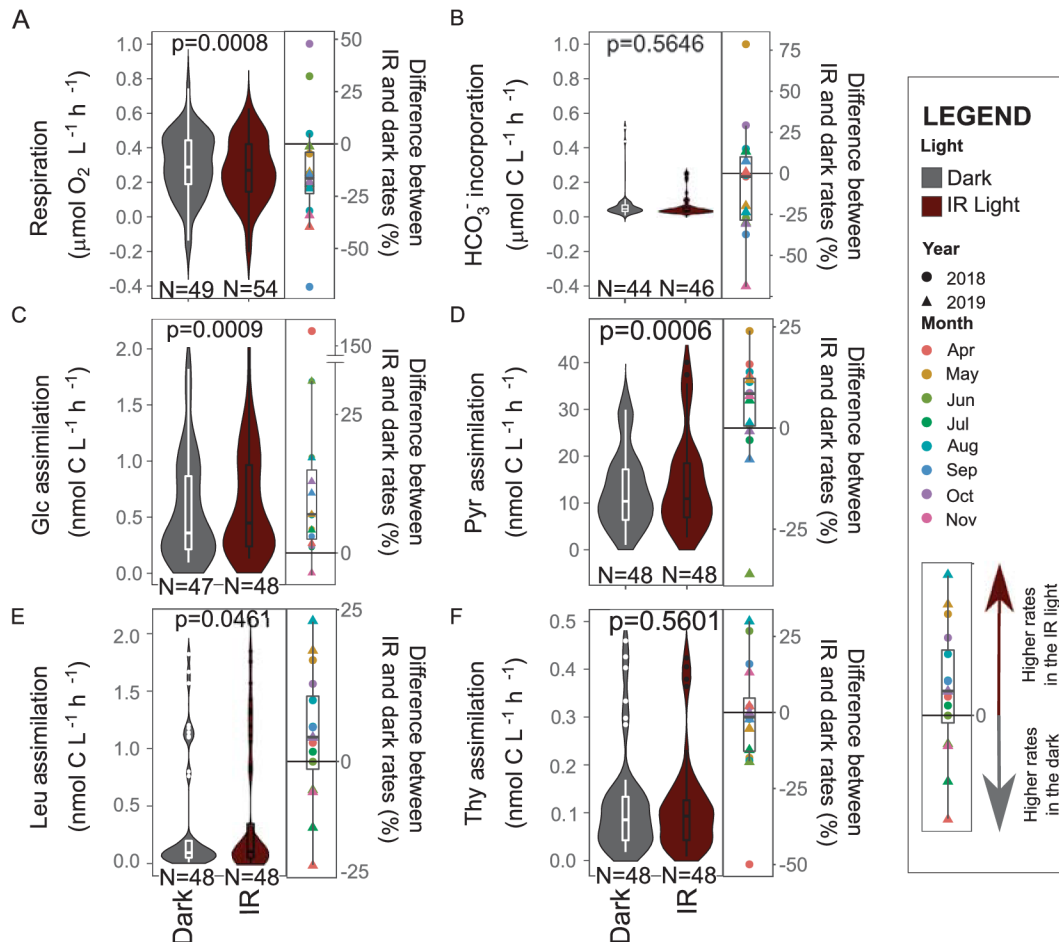 A
Respiration
(µmol O₂ L⁻¹ h⁻¹)
1.0
0.8
0.6
0.4
0.2
0.0
-0.2
-0.4
p=0.0008
N=49
N=54
50
25
0
-25
-50
Difference between
IR and dark rates (%)
B
HCO₃⁻ incorporation
(µmol C L⁻¹ h⁻¹)
1.0
0.8
0.6
0.4
0.2
0.0
-0.2
-0.4
p=0.5646
N=44
N=46
75
50
25
0
-25
-50
Difference between
IR and dark rates (%)
C
Glc assimilation
(nmol C L⁻¹ h⁻¹)
2.0
1.5
1.0
0.5
0.0
p=0.0009
N=47
N=48
150
25
0
Difference between
IR and dark rates (%)
D
Pyr assimilation
(nmol C L⁻¹ h⁻¹)
40
30
20
10
0
p=0.0006
N=48
N=48
25
0
-25
Difference between
IR and dark rates (%)
E
Leu assimilation
(nmol C L⁻¹ h⁻¹)
2.0
1.5
1.0
0.5
0.0
p=0.0461
N=48
N=48
Dark
IR
25
0
-25
Difference between
IR and dark rates (%)
F
Thy assimilation
(nmol C L⁻¹ h⁻¹)
0.5
0.4
0.3
0.2
0.1
0.0
p=0.5601
N=48
N=48
Dark
IR
25
0
-25
-50
Difference between
IR and dark rates (%)
LEGEND
Light
Dark
IR Light
Year
2018
2019
Month
Apr
May
Jun
Jul
Aug
Sep
Oct
Nov
0
Higher rates
in the IR light
Higher rates
in the dark